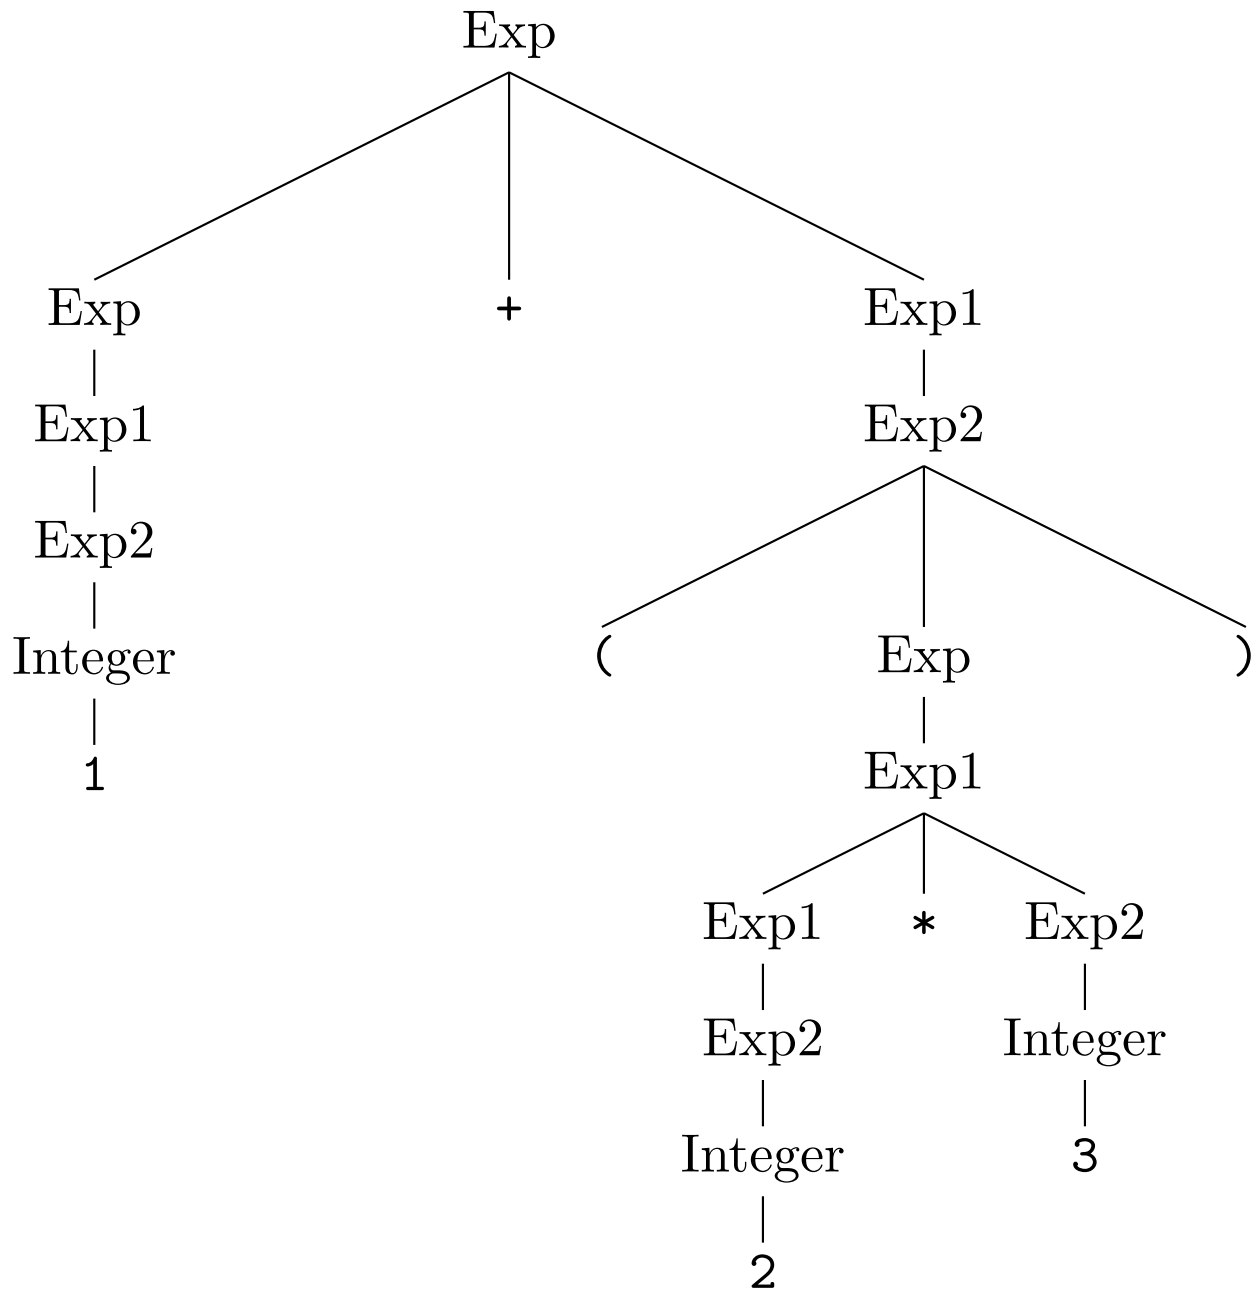 Exp
Exp + Exp1
Exp1 Exp2
Exp2
Integer ( Exp )
1 Exp1
Exp1 * Exp2
Exp2 Integer
Integer 3
2